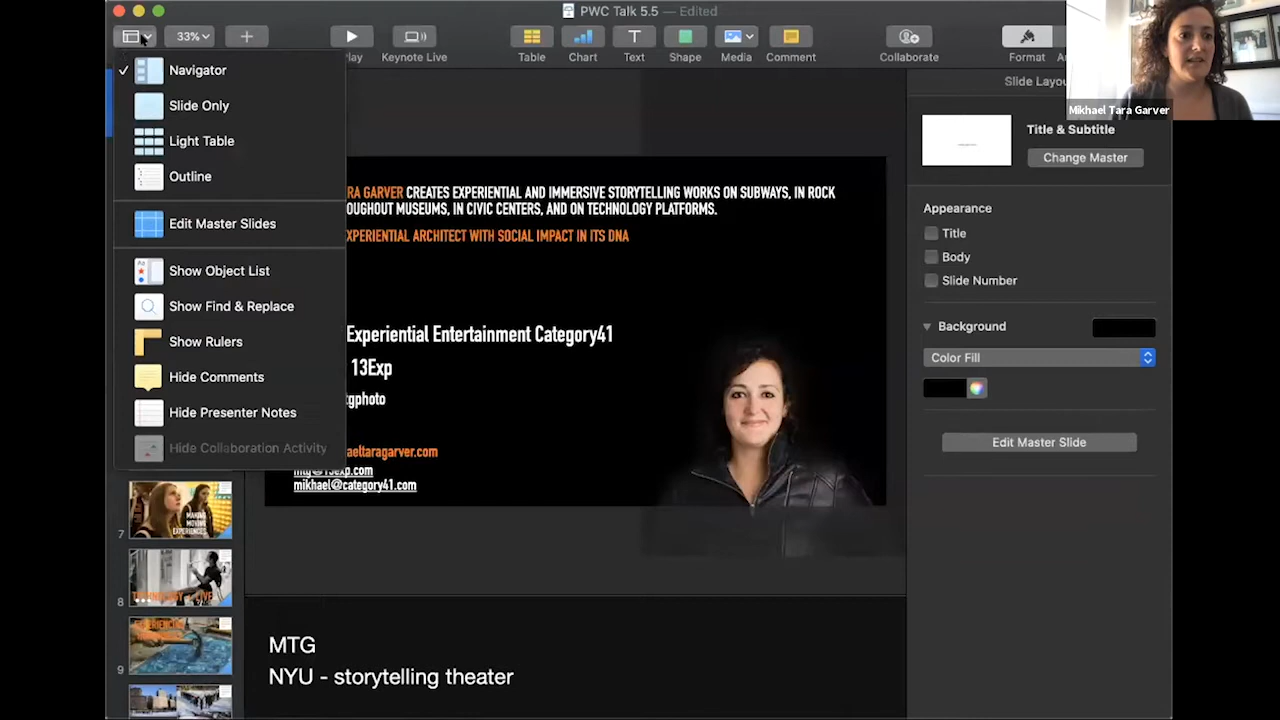 PWC Talk 5.5 — Edited
33%
Keynote Live
Table
Chart
Text
Shape
Media
Comment
Collaborate
Format
Mikhael Tara Garver
Navigator
Slide Only
Light Table
Outline
Edit Master Slides
Show Object List
Show Find & Replace
Show Rulers
Hide Comments
Hide Presenter Notes
Hide Collaboration Activity
RA GARVER CREATES EXPERIENTIAL AND IMMERSIVE STORYTELLING WORKS ON SUBWAYS, IN ROCK
OUGHOUT MUSEUMS, IN CIVIC CENTERS, AND ON TECHNOLOGY PLATFORMS.
XPERIENTIAL ARCHITECT WITH SOCIAL IMPACT IN ITS DNA
Experiential Entertainment Category41
13Exp
tgphoto
aeltaragarver.com
mtg@13exp.com
mikhael@category41.com
7
MAKING
MOVING
EXPERIENCES
8
9
MTG
NYU - storytelling theater
Slide Layou
Title & Subtitle
Change Master
Appearance
Title
Body
Slide Number
Background
Color Fill
Edit Master Slide